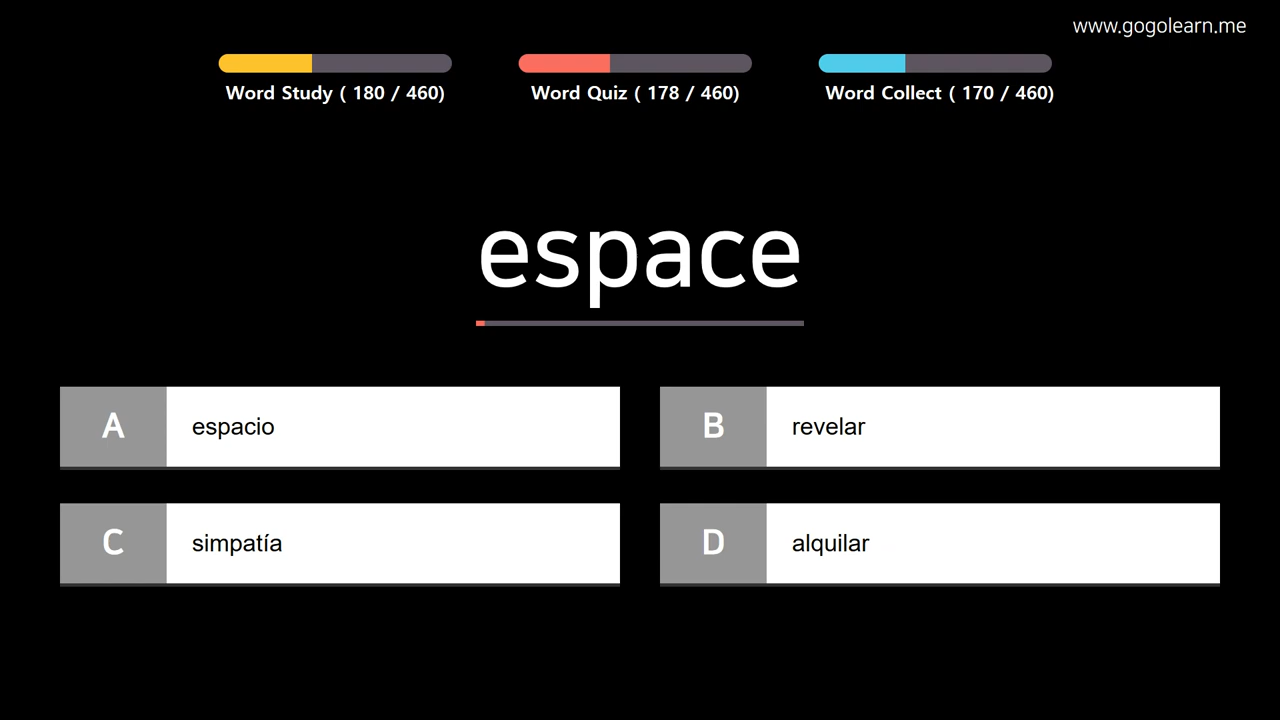 www.gogolearn.me
Word Study ( 180 / 460)
Word Quiz ( 178 / 460)
Word Collect ( 170 / 460)
espace
A espacio
B revelar
C simpatía
D alquilar